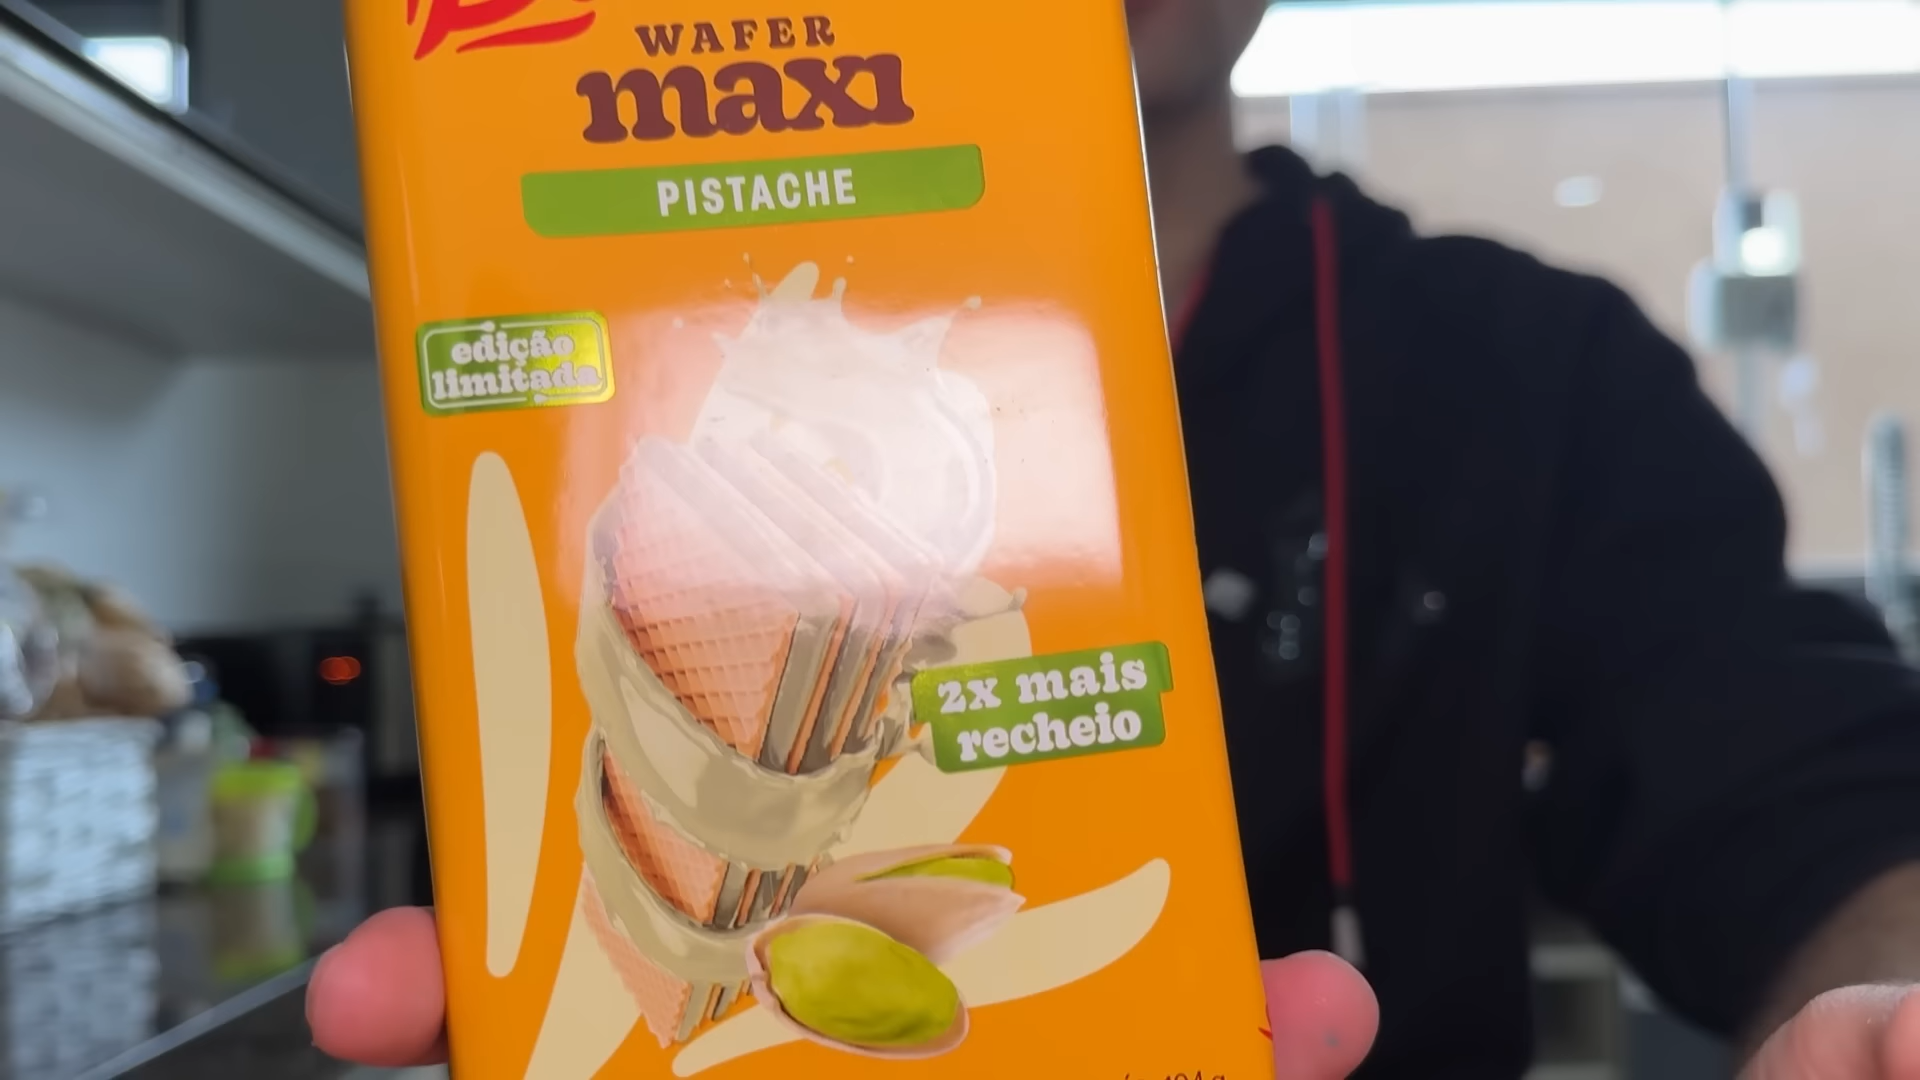 WAFER
maxi
PISTACHE
edição
limitada
2x mais
recheio